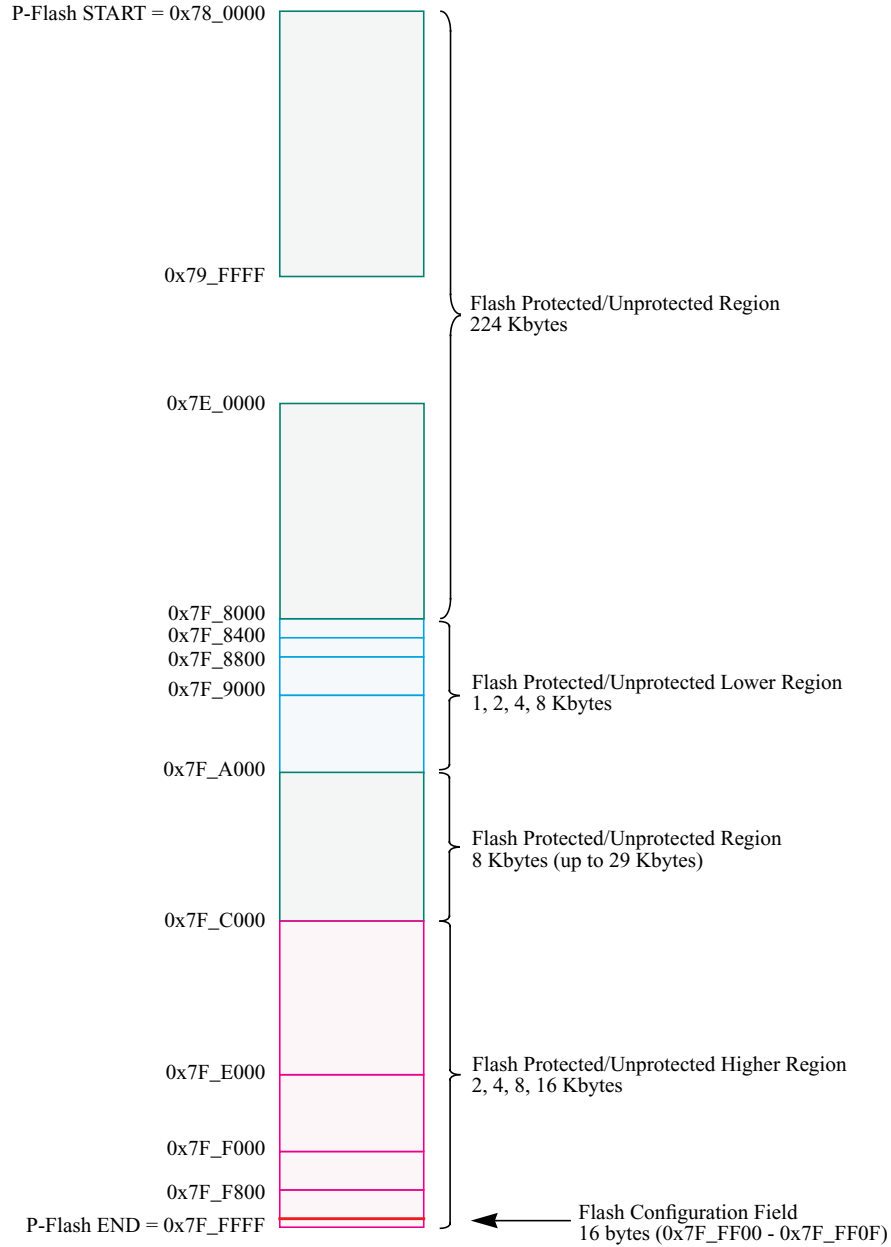 P-Flash START = 0x78_0000
0x79_FFFF
Flash Protected/Unprotected Region
224 Kbytes
0x7E_0000
0x7F_8000
0x7F_8400
0x7F_8800
0x7F_9000
Flash Protected/Unprotected Lower Region
1, 2, 4, 8 Kbytes
0x7F_A000
Flash Protected/Unprotected Region
8 Kbytes (up to 29 Kbytes)
0x7F_C000
0x7F_E000
Flash Protected/Unprotected Higher Region
2, 4, 8, 16 Kbytes
0x7F_F000
0x7F_F800
P-Flash END = 0x7F_FFFF
Flash Configuration Field
16 bytes (0x7F_FF00 - 0x7F_FF0F)